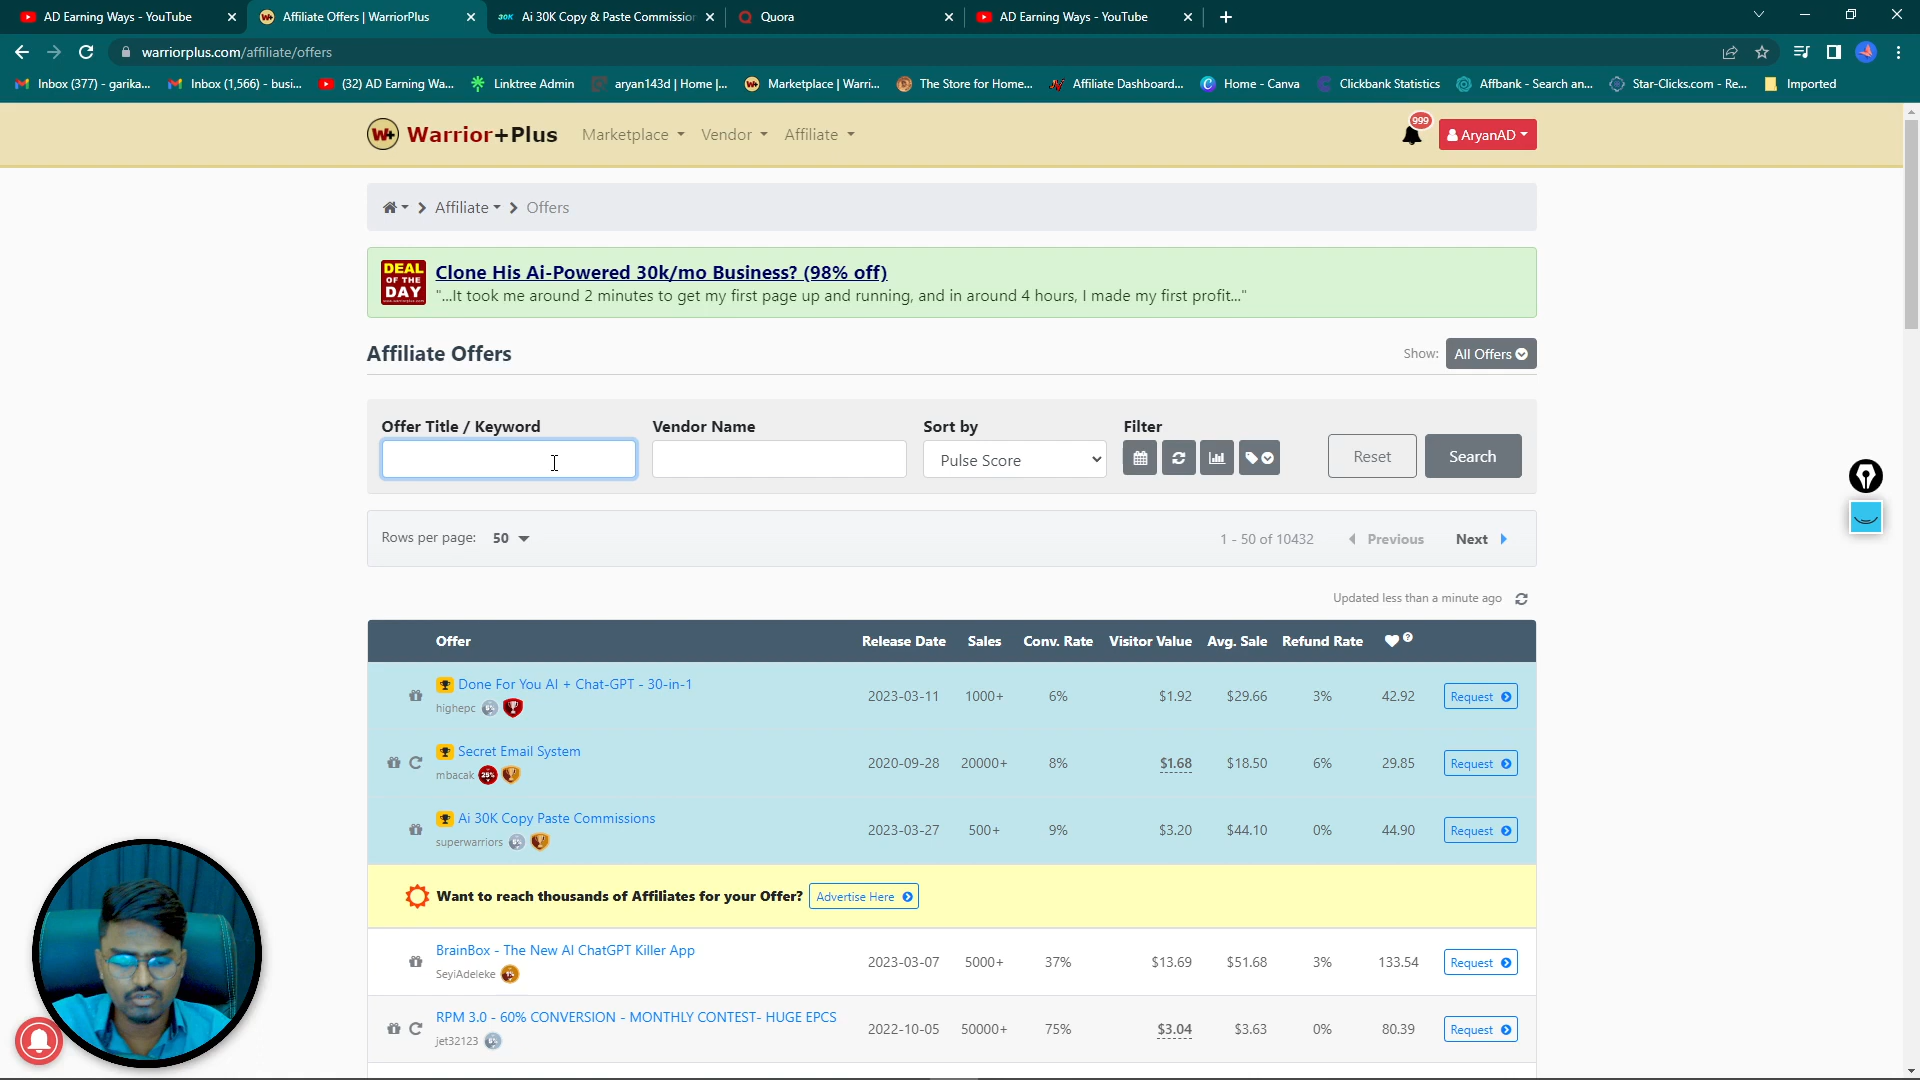 AD Earning Ways - YouTube
Affiliate Offers | WarriorPlus
30K Ai 30K Copy & Paste Commission
Quora
AD Earning Ways - YouTube
warriorplus.com/affiliate/offers
Inbox (377) - garika...
Inbox (1,566) - busi...
(32) AD Earning Wa...
Linktree Admin
aryan143d | Home |...
Marketplace | Warri...
The Store for Home...
Affiliate Dashboard...
Home - Canva
Clickbank Statistics
Affbank - Search an...
Star-Clicks.com - Re...
Imported
W+ Warrior+Plus
Marketplace
Vendor
Affiliate
999
AryanAD
Affiliate
Offers
DEAL OF THE DAY
Clone His Ai-Powered 30k/mo Business? (98% off)
"...It took me around 2 minutes to get my first page up and running, and in around 4 hours, I made my first profit..."
Affiliate Offers
Show: All Offers
Offer Title / Keyword
Vendor Name
Sort by
Filter
Pulse Score
Reset
Search
Rows per page: 50
1 - 50 of 10432
Previous
Next
Updated less than a minute ago
Offer Release Date Sales Conv. Rate Visitor Value Avg. Sale Refund Rate
Done For You AI + Chat-GPT - 30-in-1
highepc
2023-03-11 1000+ 6% $1.92 $29.66 3% 42.92 Request
Secret Email System
mbacak 25%
2020-09-28 20000+ 8% $1.68 $18.50 6% 29.85 Request
Ai 30K Copy Paste Commissions
superwarriors
2023-03-27 500+ 9% $3.20 $44.10 0% 44.90 Request
Want to reach thousands of Affiliates for your Offer? Advertise Here
BrainBox - The New AI ChatGPT Killer App
SeyiAdeleke
2023-03-07 5000+ 37% $13.69 $51.68 3% 133.54 Request
RPM 3.0 - 60% CONVERSION - MONTHLY CONTEST- HUGE EPCS
jet32123
2022-10-05 50000+ 75% $3.04 $3.63 0% 80.39 Request